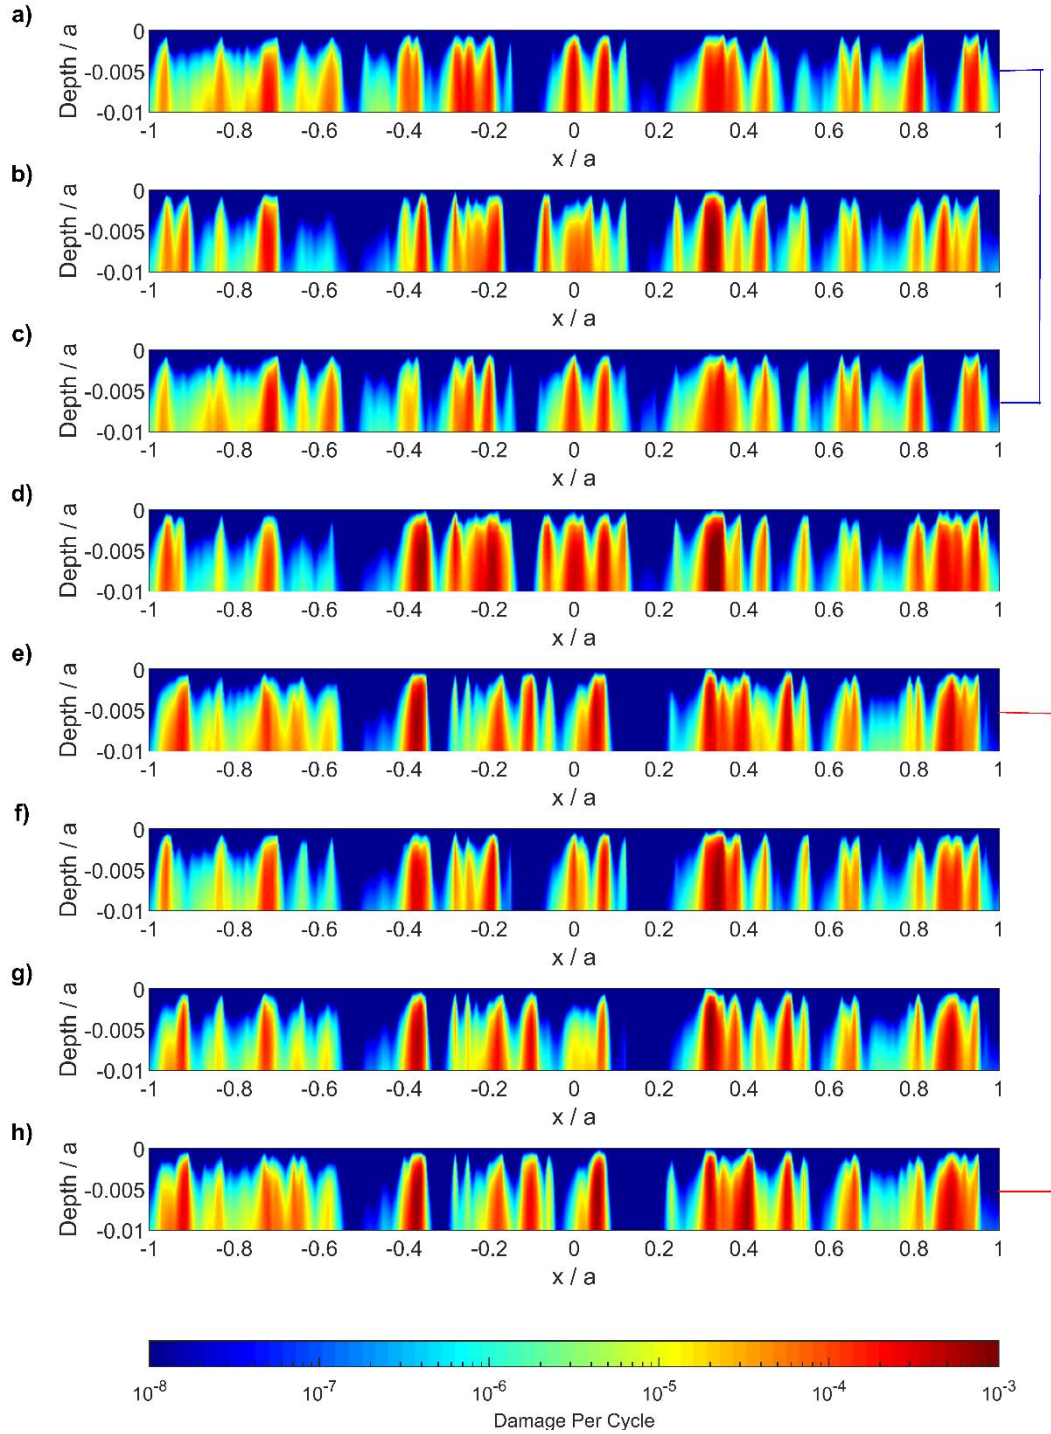 a)
Depth / a
0
-0.005
-0.01
-1 -0.8 -0.6 -0.4 -0.2 0 0.2 0.4 0.6 0.8 1
x / a
b)
Depth / a
0
-0.005
-0.01
-1 -0.8 -0.6 -0.4 -0.2 0 0.2 0.4 0.6 0.8 1
x / a
c)
Depth / a
0
-0.005
-0.01
-1 -0.8 -0.6 -0.4 -0.2 0 0.2 0.4 0.6 0.8 1
x / a
d)
Depth / a
0
-0.005
-0.01
-1 -0.8 -0.6 -0.4 -0.2 0 0.2 0.4 0.6 0.8 1
x / a
e)
Depth / a
0
-0.005
-0.01
-1 -0.8 -0.6 -0.4 -0.2 0 0.2 0.4 0.6 0.8 1
x / a
f)
Depth / a
0
-0.005
-0.01
-1 -0.8 -0.6 -0.4 -0.2 0 0.2 0.4 0.6 0.8 1
x / a
g)
Depth / a
0
-0.005
-0.01
-1 -0.8 -0.6 -0.4 -0.2 0 0.2 0.4 0.6 0.8 1
x / a
h)
Depth / a
0
-0.005
-0.01
-1 -0.8 -0.6 -0.4 -0.2 0 0.2 0.4 0.6 0.8 1
x / a
10⁻⁸ 10⁻⁷ 10⁻⁶ 10⁻⁵ 10⁻⁴ 10⁻³
Damage Per Cycle